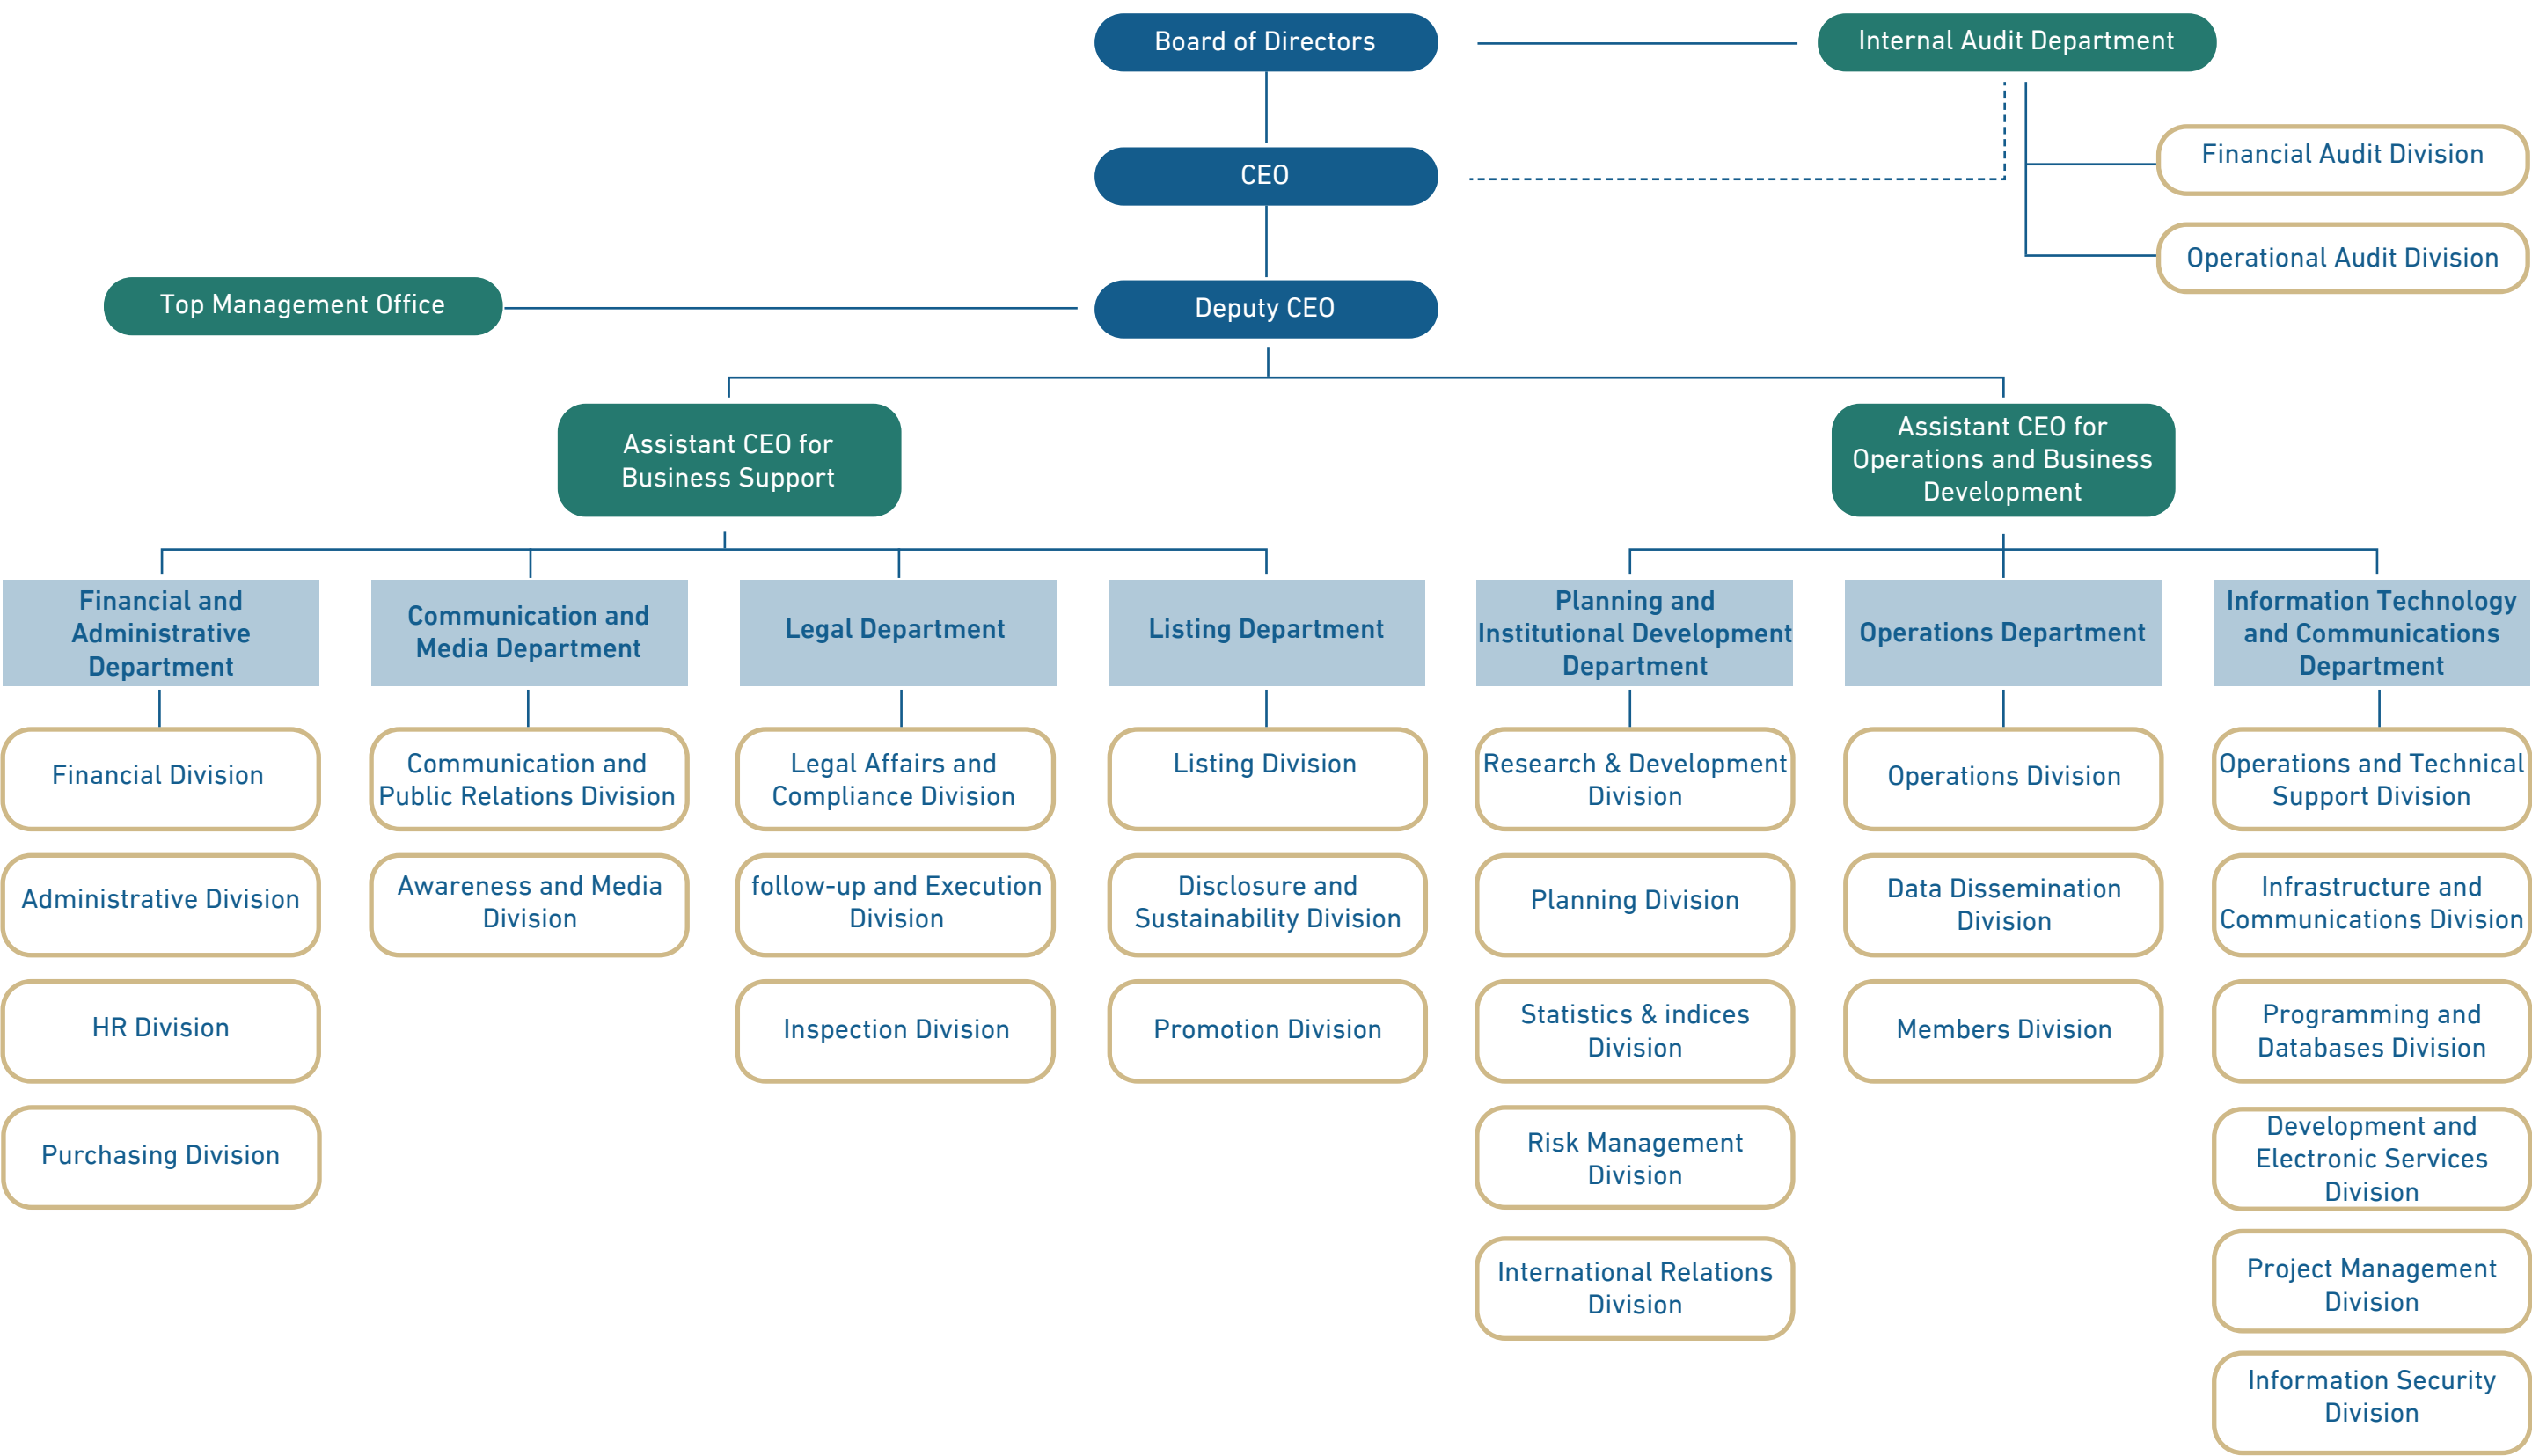 Board of Directors
Internal Audit Department
Financial Audit Division
CEO
Operational Audit Division
Top Management Office
Deputy CEO
Assistant CEO for
Business Support
Assistant CEO for
Operations and Business
Development
Financial and
Administrative
Department
Communication and
Media Department
Legal Department
Listing Department
Planning and
Institutional Development
Department
Operations Department
Information Technology
and Communications
Department
Financial Division
Communication and
Public Relations Division
Legal Affairs and
Compliance Division
Listing Division
Research & Development
Division
Operations Division
Operations and Technical
Support Division
Administrative Division
Awareness and Media
Division
follow-up and Execution
Division
Disclosure and
Sustainability Division
Planning Division
Data Dissemination
Division
Infrastructure and
Communications Division
HR Division
Inspection Division
Promotion Division
Statistics & indices
Division
Members Division
Programming and
Databases Division
Purchasing Division
Risk Management
Division
Development and
Electronic Services
Division
International Relations
Division
Project Management
Division
Information Security
Division